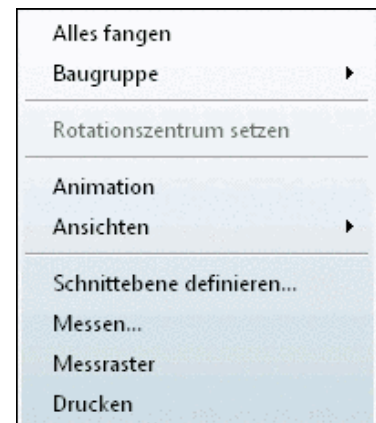 Alles fangen
Baugruppe
Rotationszentrum setzen
Animation
Ansichten
Schnittebene definieren...
Messen...
Messraster
Drucken